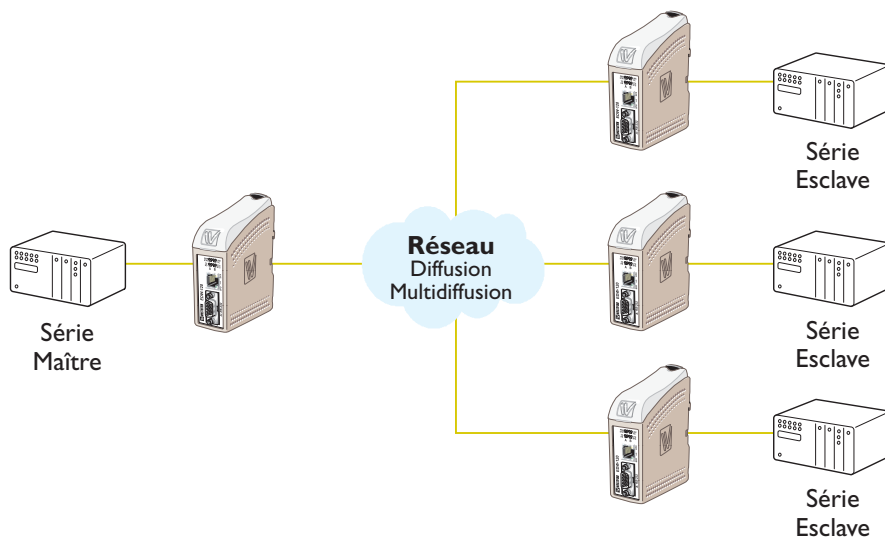 Série
Esclave
Réseau
Diffusion
Multidiffusion
Série
Maître
Série
Esclave
Série
Esclave